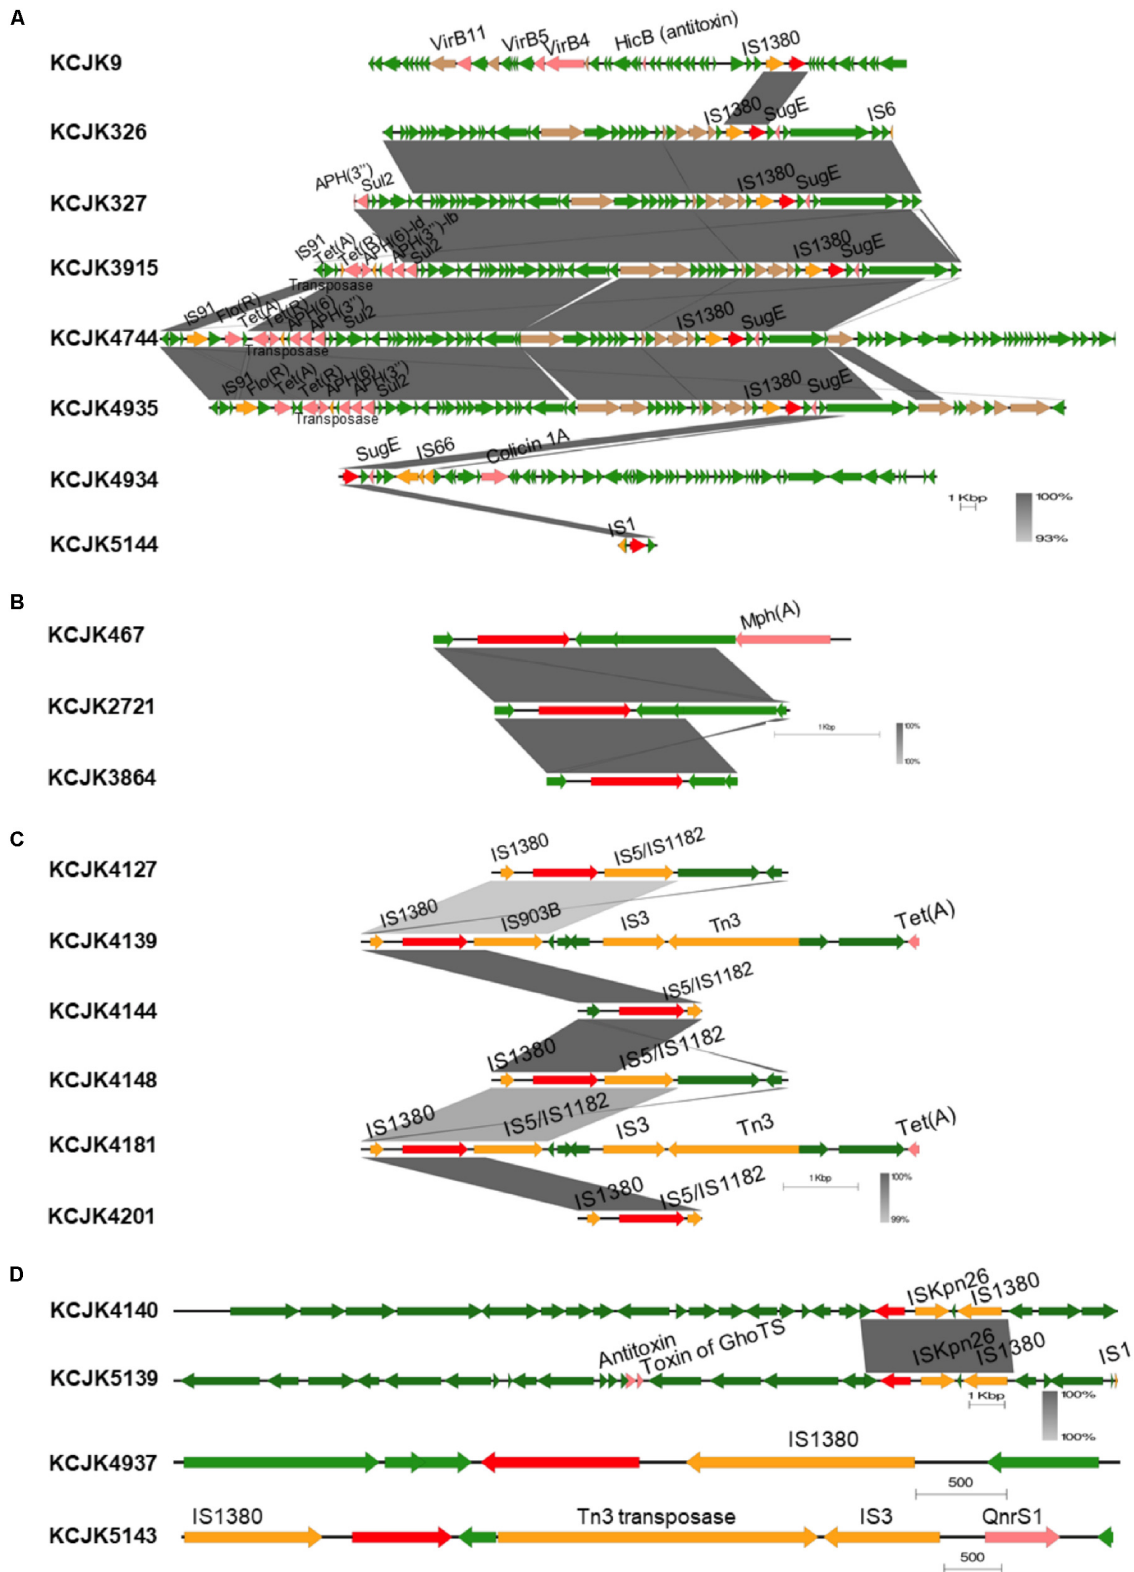 A
KCJK9
VirB11 VirB5 VirB4 HicB (antitoxin) IS1380
KCJK326
IS1380 SugE IS6
KCJK327
APH(3'') Sul2 IS1380 SugE
KCJK3915
IS91 Tet(A) Tet(R) APH(6)-Id APH(3'')-Ib Sul2 IS1380 SugE
Transposase
KCJK4744
IS91 Flo(R) Tet(A) Tet(R) APH(6) APH(3'') Sul2 IS1380 SugE
Transposase
KCJK4935
IS91 Flo(R) Tet(A) Tet(R) APH(6) APH(3'') Sul2 IS1380 SugE
Transposase
KCJK4934
SugE IS66 Colicin 1A
1 Kbp 100%
93%
KCJK5144
IS1
B
KCJK467
Mph(A)
KCJK2721
1 Kbp 100%
100%
KCJK3864
C
KCJK4127
IS1380 IS5/IS1182
KCJK4139
IS1380 IS903B IS3 Tn3 Tet(A)
KCJK4144
IS5/IS1182
KCJK4148
IS1380 IS5/IS1182
KCJK4181
IS1380 IS5/IS1182 IS3 Tn3 Tet(A)
1 Kbp 100%
99%
KCJK4201
IS1380 IS5/IS1182
D
KCJK4140
ISKpn26 IS1380
KCJK5139
Antitoxin Toxin of GhoTS ISKpn26 IS1380 IS1
1 Kbp 100%
100%
KCJK4937
IS1380
500
KCJK5143
IS1380 Tn3 transposase IS3 QnrS1
500